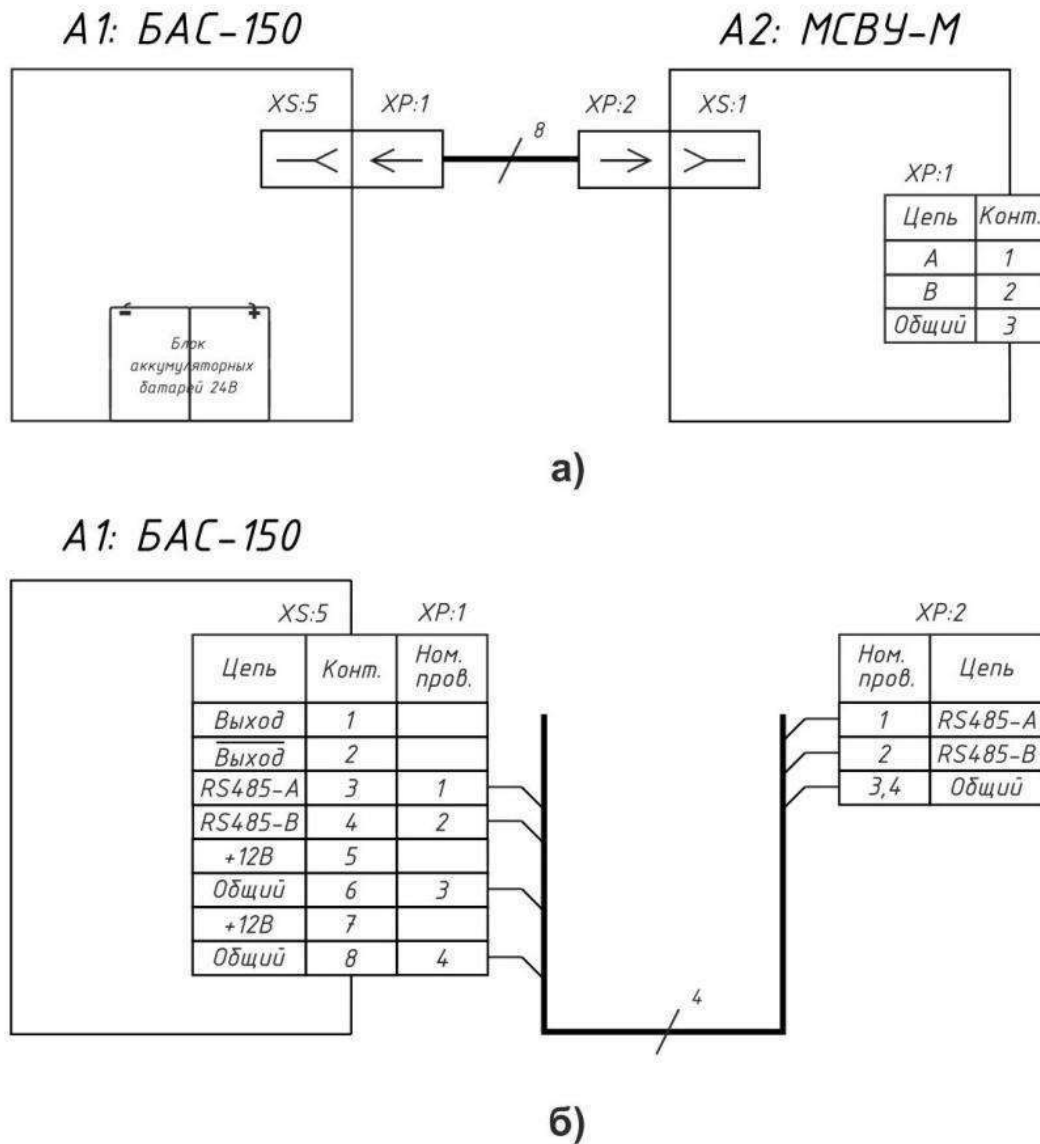 А1: БАС-150
А2: МСВУ-М
XS:5 XP:1
8
XP:2 XS:1
XP:1
Цепь Конт.
A 1
B 2
Общий 3
- +
Блок
аккумуляторных
батарей 24В
а)
А1: БАС-150
XS:5 XP:1
Цепь Конт. Ном. пров.
Выход 1
Выход 2
RS485-A 3 1
RS485-B 4 2
+12В 5
Общий 6 3
+12В 7
Общий 8 4
4
XP:2
Ном. пров. Цепь
1 RS485-A
2 RS485-B
3,4 Общий
б)